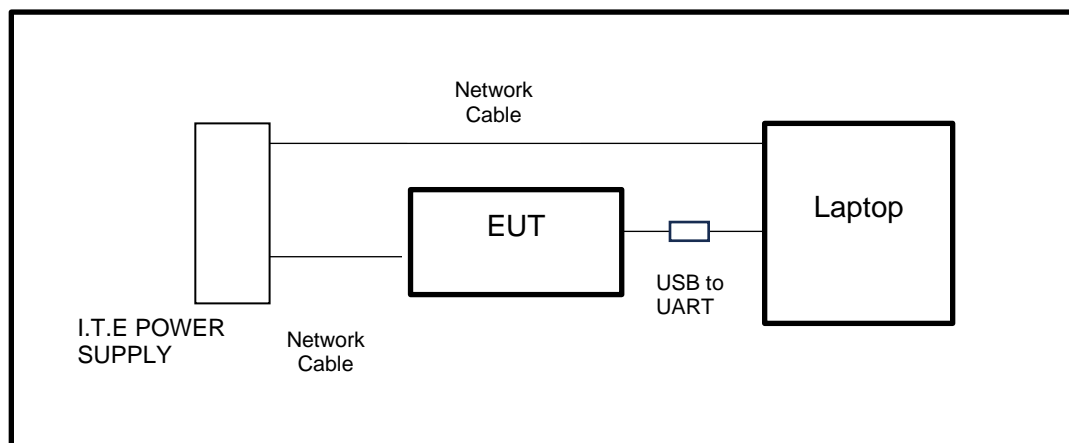 Network
Cable
EUT
Laptop
USB to
UART
I.T.E POWER
SUPPLY
Network
Cable